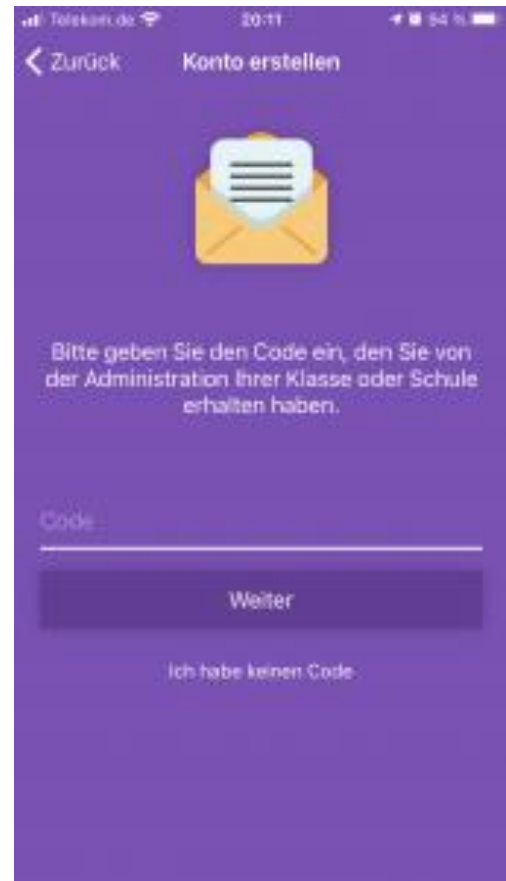 Telekom.de 20:11 94 %
Zurück Konto erstellen
Bitte geben Sie den Code ein, den Sie von
der Administration Ihrer Klasse oder Schule
erhalten haben.
Code
Weiter
Ich habe keinen Code